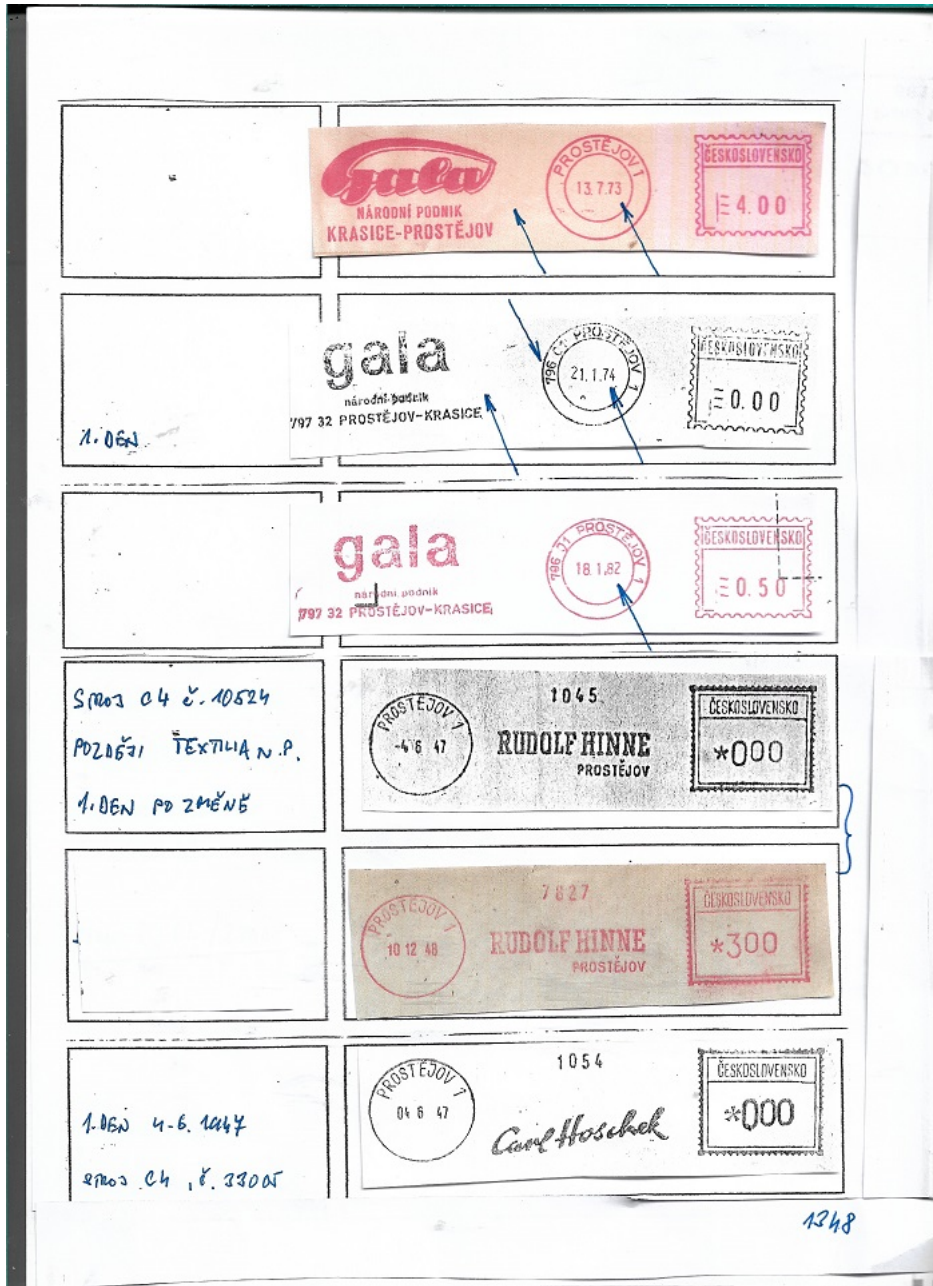 Gala
NÁRODNÍ PODNIK
KRASICE-PROSTĚJOV
PROSTĚJOV 1
13.7.73
ČESKOSLOVENSKO
4.00
1. DEN
gala
národní podnik
797 32 PROSTĚJOV-KRASICE
796 01 PROSTĚJOV 1
21.1.74
ČESKOSLOVENSKO
0.00
gala
národní podnik
797 32 PROSTĚJOV-KRASICE
796 01 PROSTĚJOV 1
18.1.82
ČESKOSLOVENSKO
0.50
STROJ C4 č. 10524
POZDĚJI TEXTILIA N.P.
1. DEN PO ZMĚNĚ
PROSTĚJOV 1
-4 6 47
1045
RUDOLF HINNE
PROSTĚJOV
ČESKOSLOVENSKO
*000
PROSTĚJOV 1
10 12 48
7827
RUDOLF HINNE
PROSTĚJOV
ČESKOSLOVENSKO
*300
1. DEN 4.6. 1947
STROJ C4, č. 33005
PROSTĚJOV 1
04 6 47
1054
Carl Hoschek
ČESKOSLOVENSKO
*000
1348